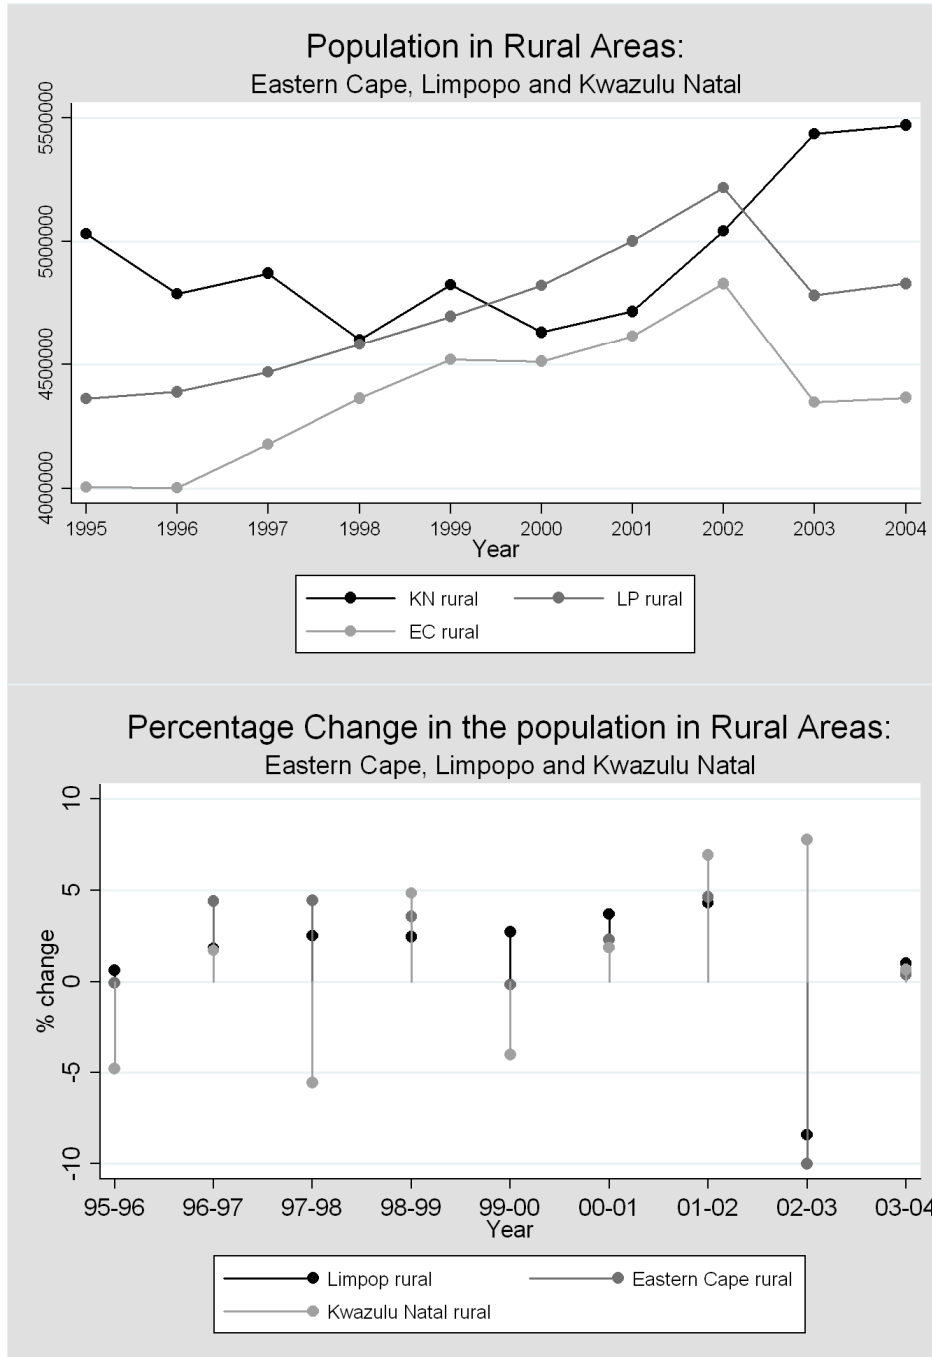 Population in Rural Areas:
Eastern Cape, Limpopo and Kwazulu Natal
5500000
5000000
4500000
4000000
1995 1996 1997 1998 1999 2000 2001 2002 2003 2004
Year
KN rural LP rural
EC rural
Percentage Change in the population in Rural Areas:
Eastern Cape, Limpopo and Kwazulu Natal
% change
10
5
0
-5
-10
95-96 96-97 97-98 98-99 99-00 00-01 01-02 02-03 03-04
Year
Limpop rural Eastern Cape rural
Kwazulu Natal rural